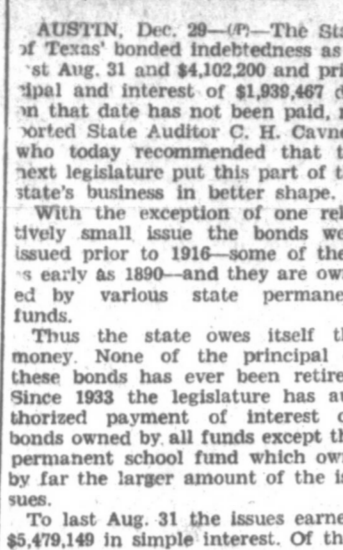 AUSTIN, Dec. 29—(AP)—The Sta
of Texas' bonded indebtedness as
st Aug. 31 and $4,102,200 and pri
cipal and interest of $1,939,467 d
on that date has not been paid, r
ported State Auditor C. H. Cavne
who today recommended that t
next legislature put this part of t
state's business in better shape.
With the exception of one rel
tively small issue the bonds we
issued prior to 1916—some of the
s early as 1890—and they are ow
ed by various state permane
funds.
Thus the state owes itself th
money. None of the principal
these bonds has ever been retire
Since 1933 the legislature has au
thorized payment of interest o
bonds owned by all funds except th
permanent school fund which ow
by far the larger amount of the is
sues.
To last Aug. 31 the issues earne
$5,479,149 in simple interest. Of th